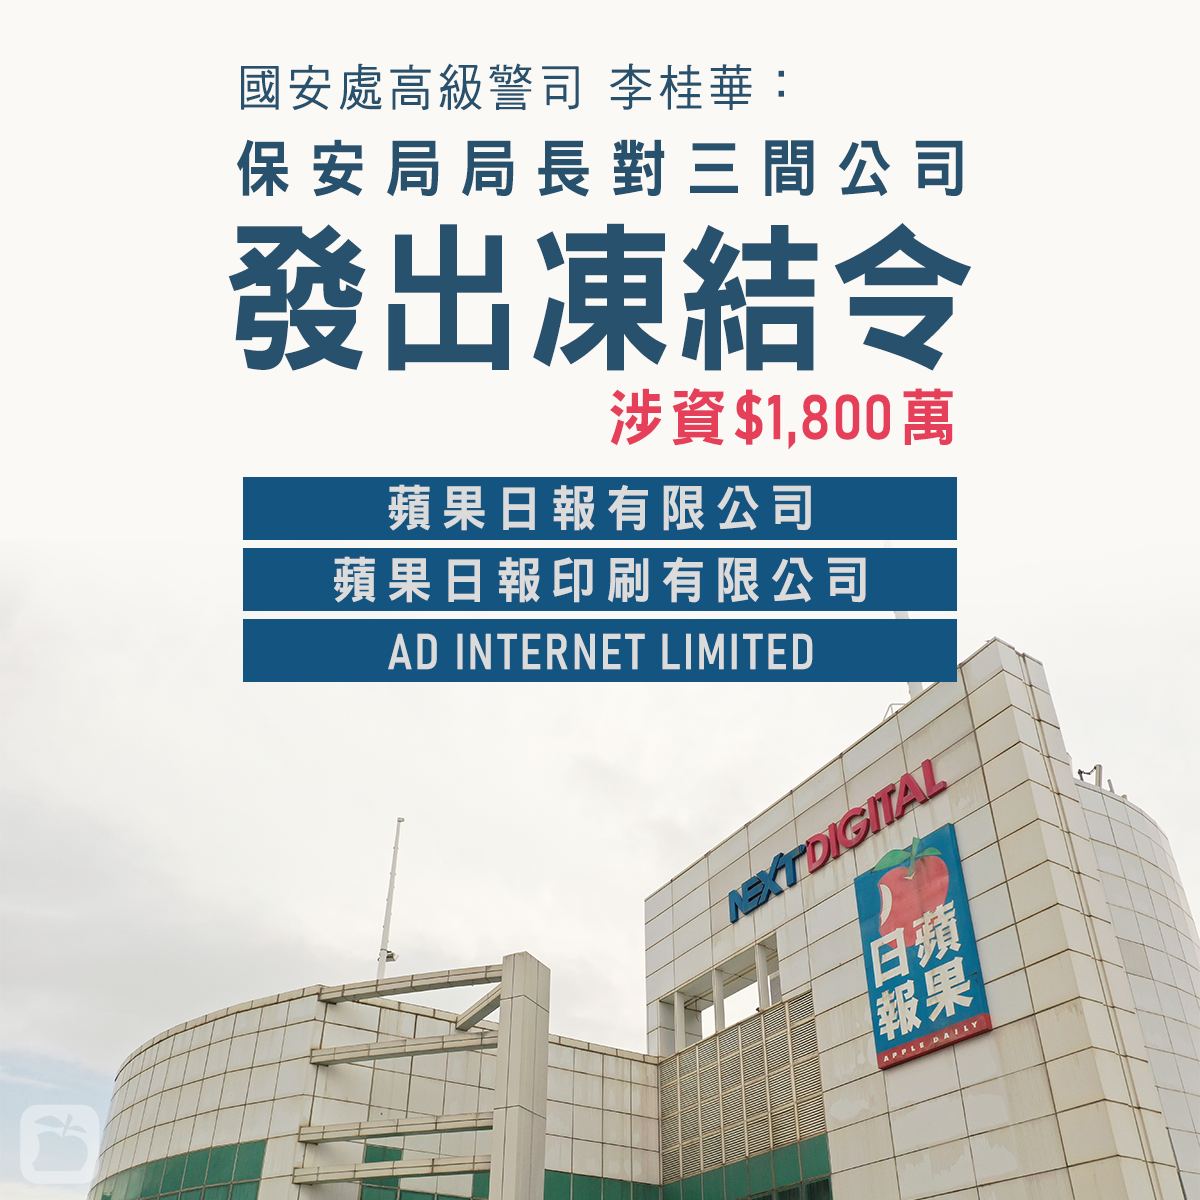 國安處高級警司 李桂華：
保安局局長對三間公司
發出凍結令
涉資$1,800萬
蘋果日報有限公司
蘋果日報印刷有限公司
AD INTERNET LIMITED
NEXT DIGITAL
蘋果
日報
APPLE DAILY